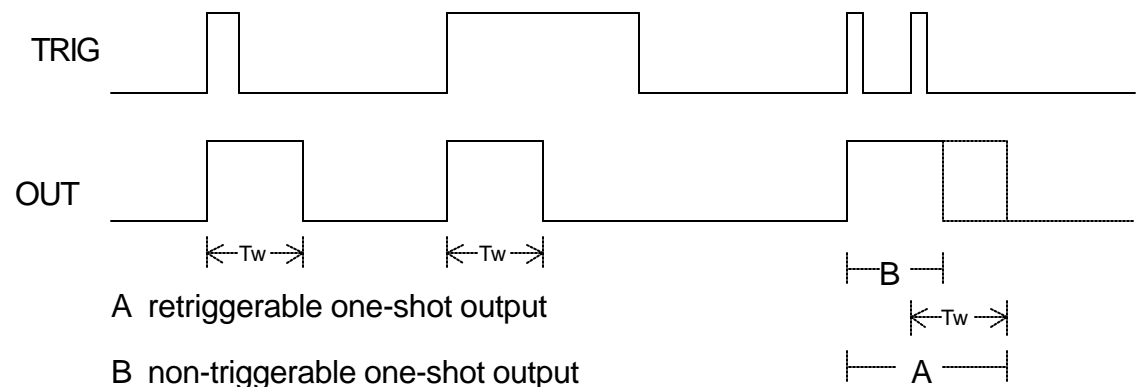 TRIG
OUT
Tw Tw
B
A retriggerable one-shot output
Tw
B non-triggerable one-shot output
A